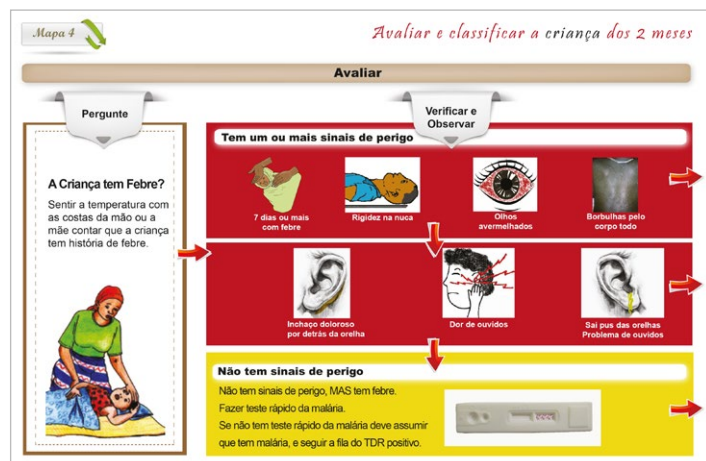 Mapa 4
Avaliar e classificar a criança dos 2 meses
Avaliar
Pergunte
Verificar e
Observar
A Criança tem Febre?
Sentir a temperatura com
as costas da mão ou a
mãe contar que a criança
tem história de febre.
Tem um ou mais sinais de perigo
7 dias ou mais
com febre
Rigidez na nuca
Olhos
avermelhados
Borbulhas pelo
corpo todo
Inchaço doloroso
por detrás da orelha
Dor de ouvidos
Sai pus das orelhas
Problema de ouvidos
Não tem sinais de perigo
Não tem sinais de perigo, MAS tem febre.
Fazer teste rápido da malária.
Se não tem teste rápido da malária deve assumir
que tem malária, e seguir a fila do TDR positivo.